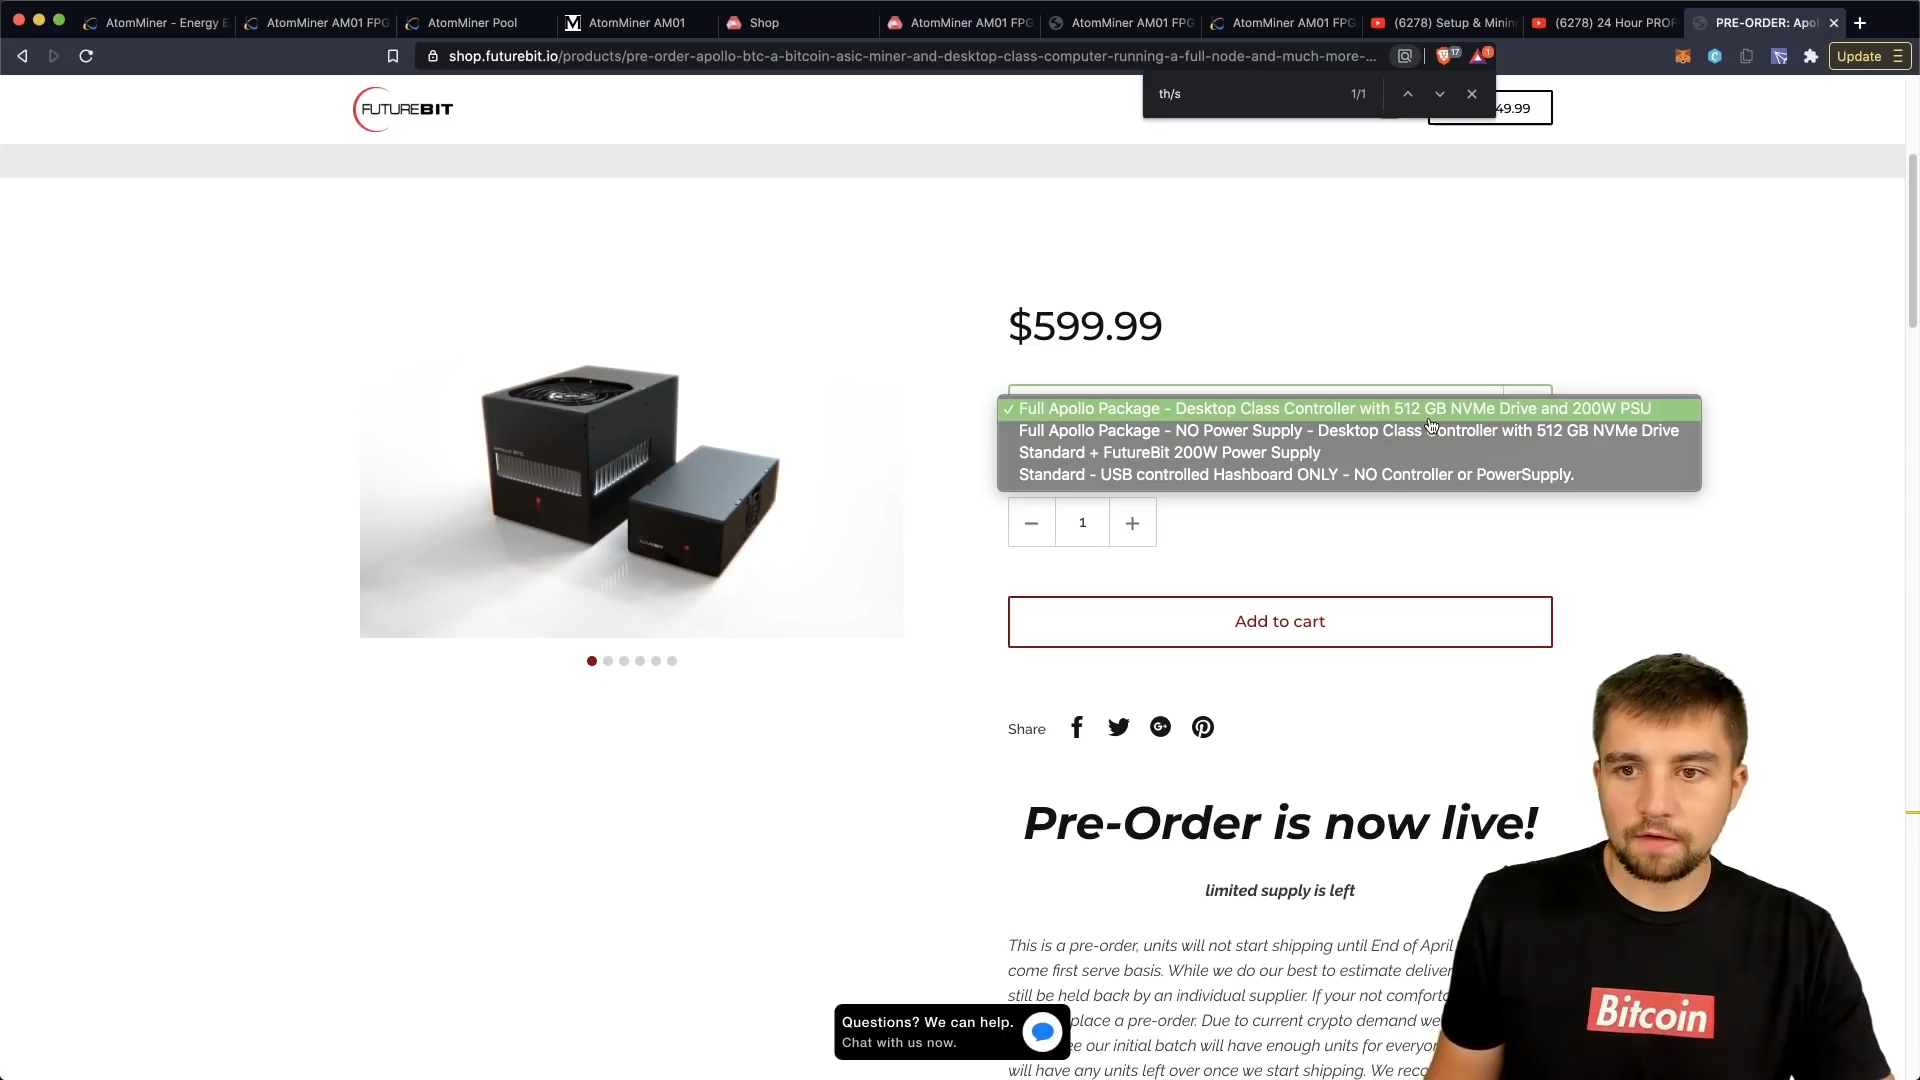 AtomMiner - Energy E
AtomMiner AM01 FPG
AtomMiner Pool
AtomMiner AM01
Shop
AtomMiner AM01 FPG
AtomMiner AM01 FPG
AtomMiner AM01 FPG
(6278) Setup & Minin
(6278) 24 Hour PROF
PRE-ORDER: Apol
shop.futurebit.io/products/pre-order-apollo-btc-a-bitcoin-asic-miner-and-desktop-class-computer-running-a-full-node-and-much-more-...
17
1
Update
th/s
1/1
FUTUREBIT
49.99
$599.99
✓ Full Apollo Package - Desktop Class Controller with 512 GB NVMe Drive and 200W PSU
Full Apollo Package - NO Power Supply - Desktop Class Controller with 512 GB NVMe Drive
Standard + FutureBit 200W Power Supply
Standard - USB controlled Hashboard ONLY - NO Controller or PowerSupply.
− 1 +
Add to cart
Share
Pre-Order is now live!
limited supply is left
This is a pre-order, units will not start shipping until End of April
come first serve basis. While we do our best to estimate deliver
still be held back by an individual supplier. If your not comforta
place a pre-order. Due to current crypto demand we
ee our initial batch will have enough units for everyon
will have any units left over once we start shipping. We reco
Questions? We can help.
Chat with us now.
Bitcoin